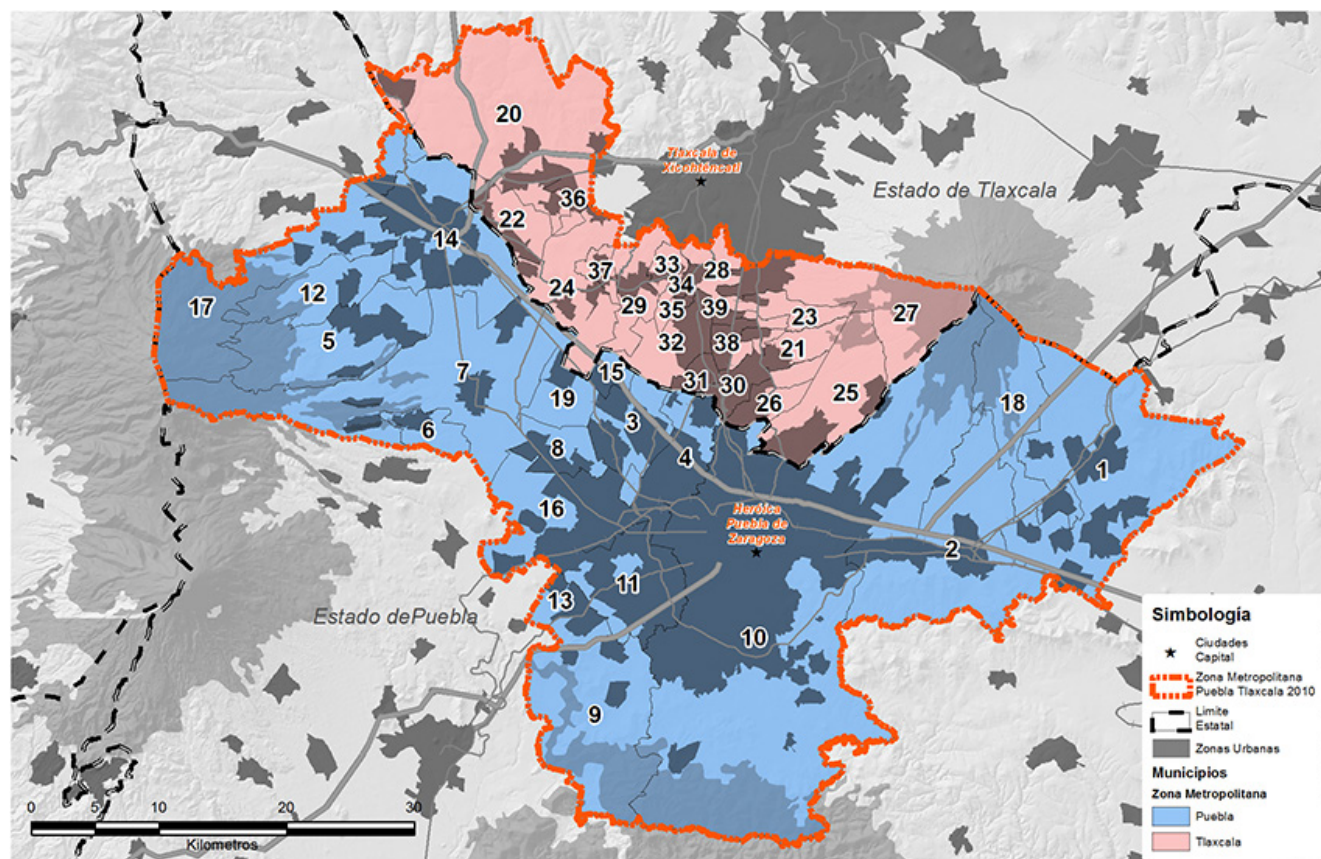 20
Tlaxcala de
Xicohtencatl
Estado de Tlaxcala
36
22
14
37
33
28
34
17
12
24
29
35
39
23
27
5
32
38
21
7
15
31
30
25
18
19
26
6
3
8
4
1
16
Heróica
Puebla de
Zaragoza
2
11
13
Estado dePuebla
10
9
Simbología
Ciudades
Capital
Zona Metropolitana
Puebla Tlaxcala 2010
Limite
Estatal
Zonas Urbanas
Municipios
Zona Metropolitana
Puebla
Tlaxcala
0 5 10 20 30
Kilometros